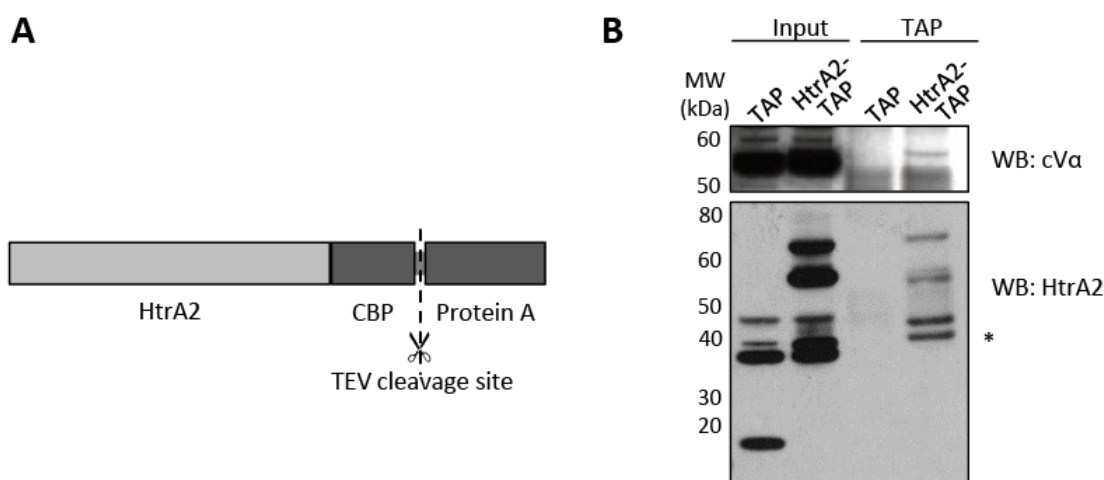 A
HtrA2
CBP
Protein A
TEV cleavage site
B
Input
TAP
MW
(kDa)
TAP
HtrA2-
TAP
TAP
HtrA2-
TAP
60
50
WB: cVα
80
60
50
40
30
20
WB: HtrA2
*